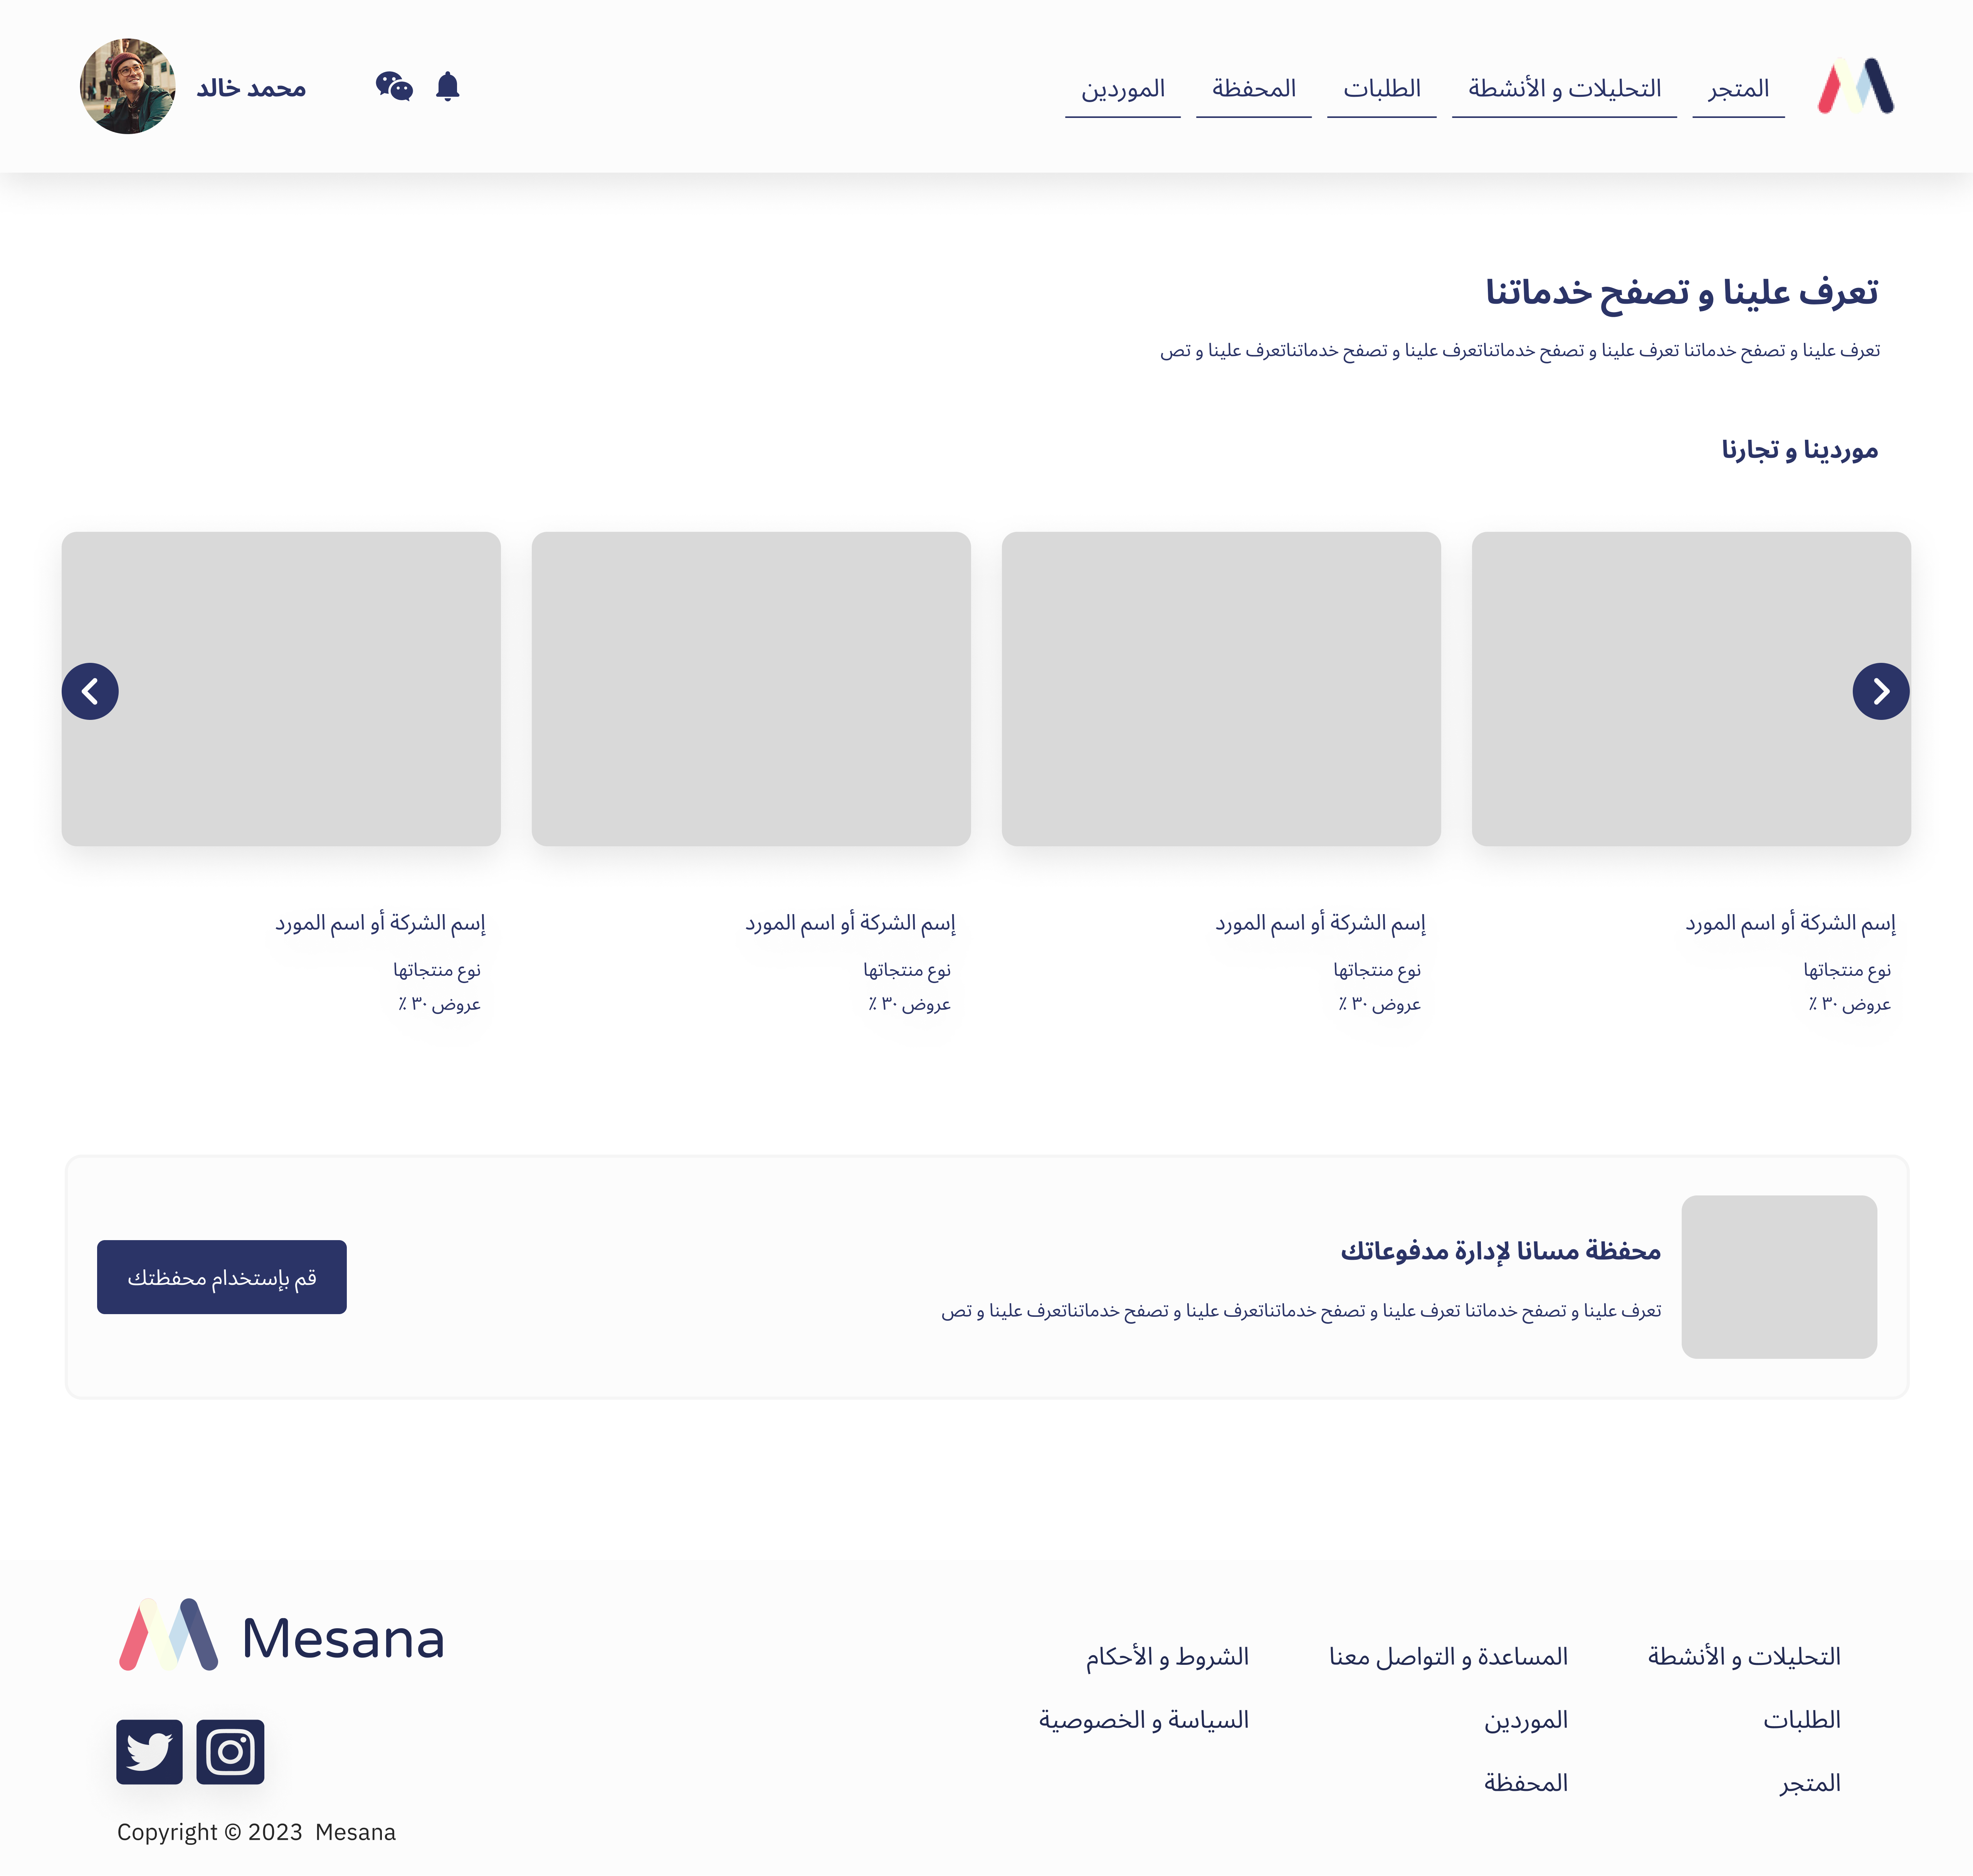 المتجر
التحليلات و الأنشطة
الطلبات
المحفظة
الموردين
محمد خالد
تعرف علينا و تصفح خدماتنا
تعرف علينا و تصفح خدماتنا تعرف علينا و تصفح خدماتناتعرف علينا و تصفح خدماتناتعرف علينا و تص
موردينا و تجارنا
إسم الشركة أو اسم المورد
نوع منتجاتها
عروض ٣٠ ٪
إسم الشركة أو اسم المورد
نوع منتجاتها
عروض ٣٠ ٪
إسم الشركة أو اسم المورد
نوع منتجاتها
عروض ٣٠ ٪
إسم الشركة أو اسم المورد
نوع منتجاتها
عروض ٣٠ ٪
محفظة مسانا لإدارة مدفوعاتك
تعرف علينا و تصفح خدماتنا تعرف علينا و تصفح خدماتناتعرف علينا و تصفح خدماتناتعرف علينا و تص
قم بإستخدام محفظتك
التحليلات و الأنشطة
الطلبات
المتجر
المساعدة و التواصل معنا
الموردين
المحفظة
الشروط و الأحكام
السياسة و الخصوصية
Mesana
Copyright © 2023 Mesana